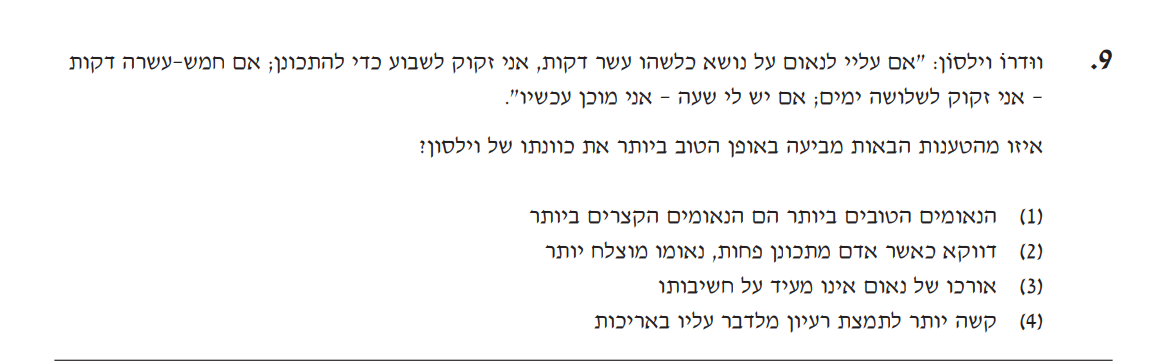 9. ווּדרוֹ וילסוֹן: "אם עליי לנאום על נושא כלשהו עשר דקות, אני זקוק לשבוע כדי להתכונן; אם חמש-עשרה דקות
- אני זקוק לשלושה ימים; אם יש לי שעה - אני מוכן עכשיו".
איזו מהטענות הבאות מביעה באופן הטוב ביותר את כוונתו של וילסון?
(1) הנאומים הטובים ביותר הם הנאומים הקצרים ביותר
(2) דווקא כאשר אדם מתכונן פחות, נאומו מוצלח יותר
(3) אורכו של נאום אינו מעיד על חשיבותו
(4) קשה יותר לתמצת רעיון מלדבר עליו באריכות